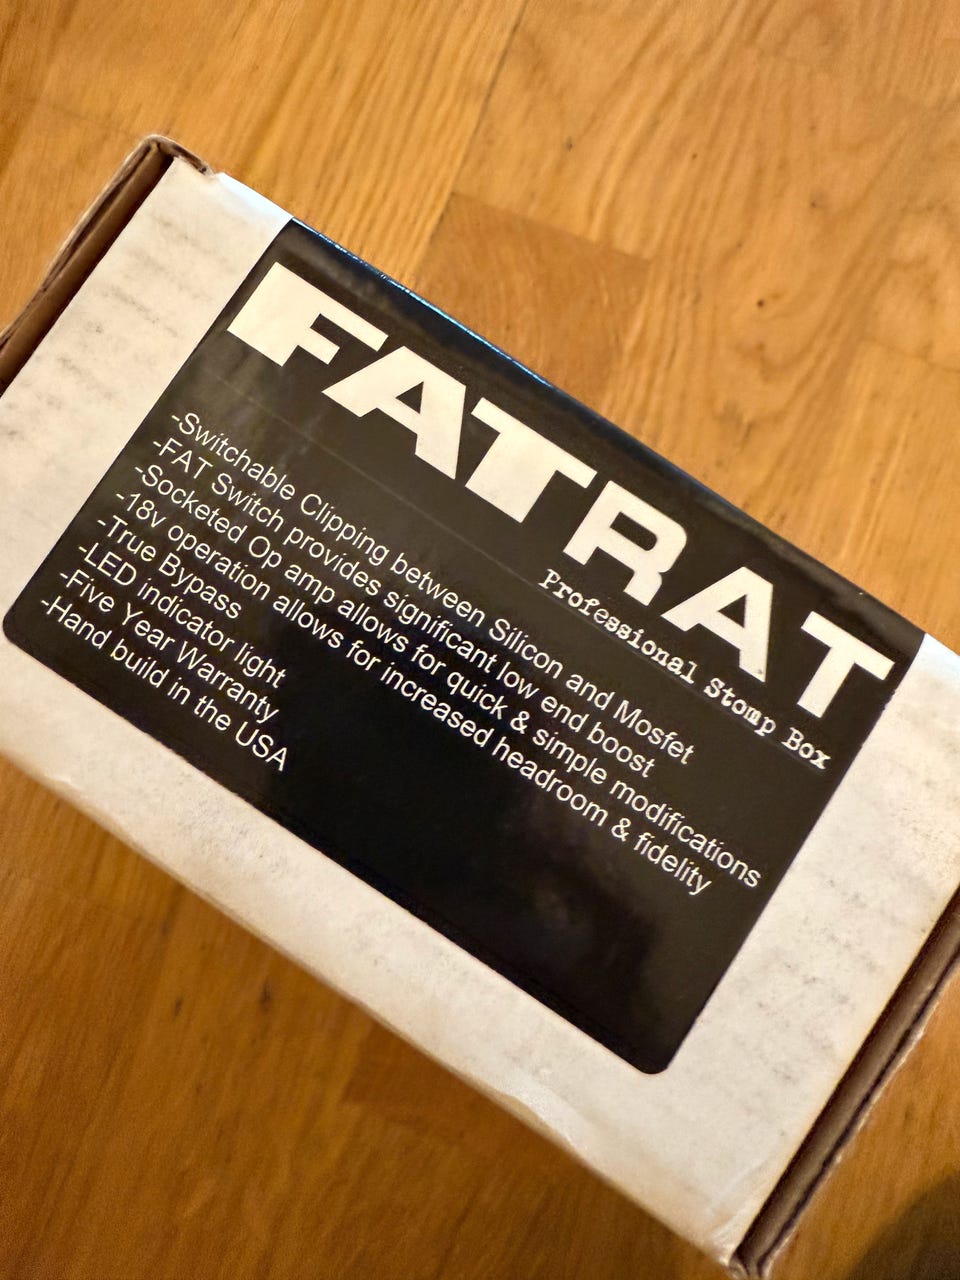 FATRAT
Professional Stomp Box
-Switchable Clipping between Silicon and Mosfet
-FAT Switch provides significant low end boost
-Socketed Op amp allows for quick & simple modifications
-18v operation allows for increased headroom & fidelity
-True Bypass
-LED indicator light
-Five Year Warranty
-Hand build in the USA